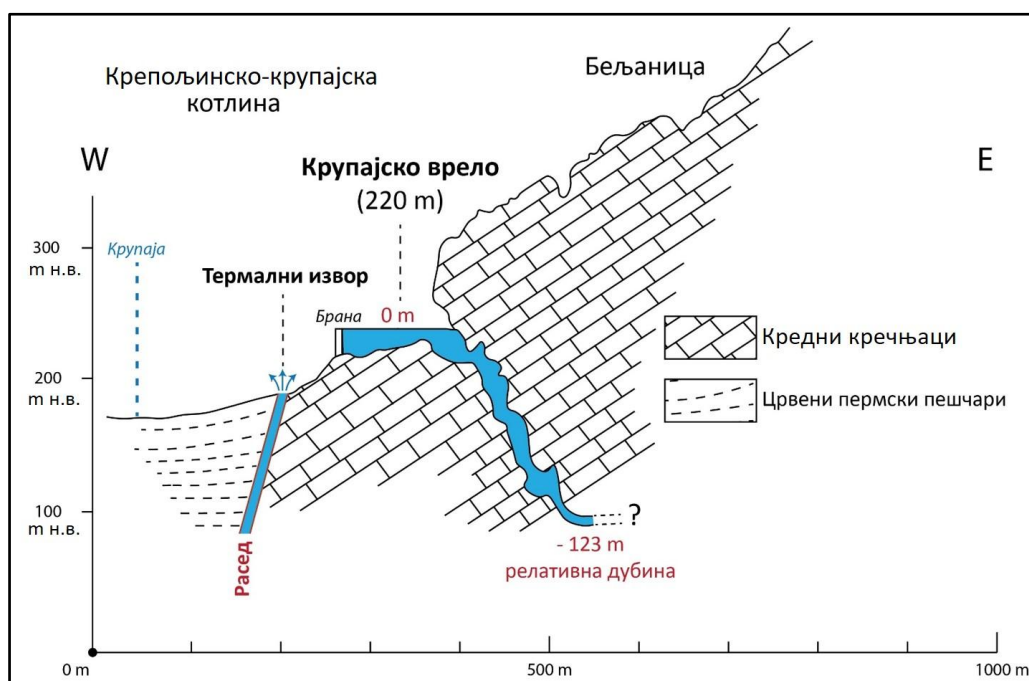 Крепољинско-крупајска
котлина
Бељаница
W
Крупајско врело
(220 m)
E
300
m н.в.
Крупаја
Термални извор
Брана
0 m
Кредни кречњаци
200
m н.в.
Црвени пермски пешчари
100
m н.в.
?
- 123 m
релативна дубина
Расед
0 m
500 m
1000 m